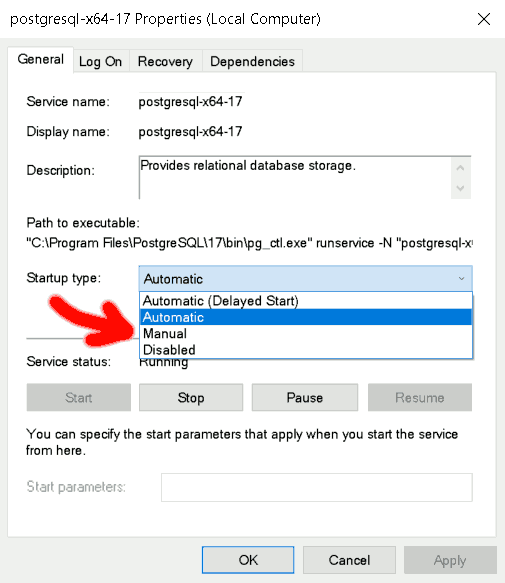 postgresql-x64-17 Properties (Local Computer)
General Log On Recovery Dependencies
Service name: postgresql-x64-17
Display name: postgresql-x64-17
Description: Provides relational database storage.
Path to executable:
"C:\Program Files\PostgreSQL\17\bin\pg_ctl.exe" runservice -N "postgresql-x
Startup type: Automatic
Automatic (Delayed Start)
Automatic
Manual
Disabled
Service status: Running
Start Stop Pause Resume
You can specify the start parameters that apply when you start the service
from here.
Start parameters:
OK Cancel Apply